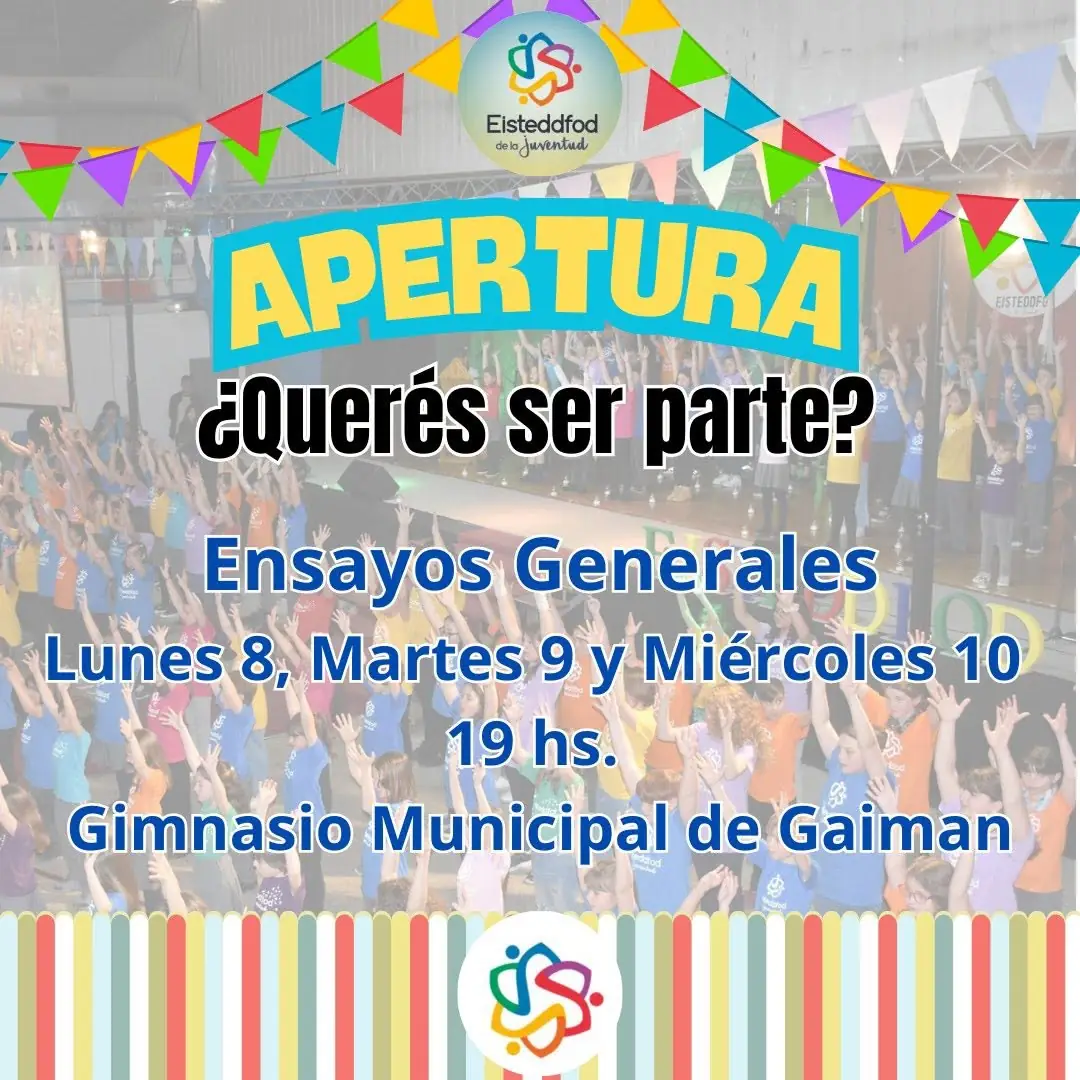 Eisteddfod
de la Juventud
APERTURA
¿Querés ser parte?
Ensayos Generales
Lunes 8, Martes 9 y Miércoles 10
19 hs.
Gimnasio Municipal de Gaiman